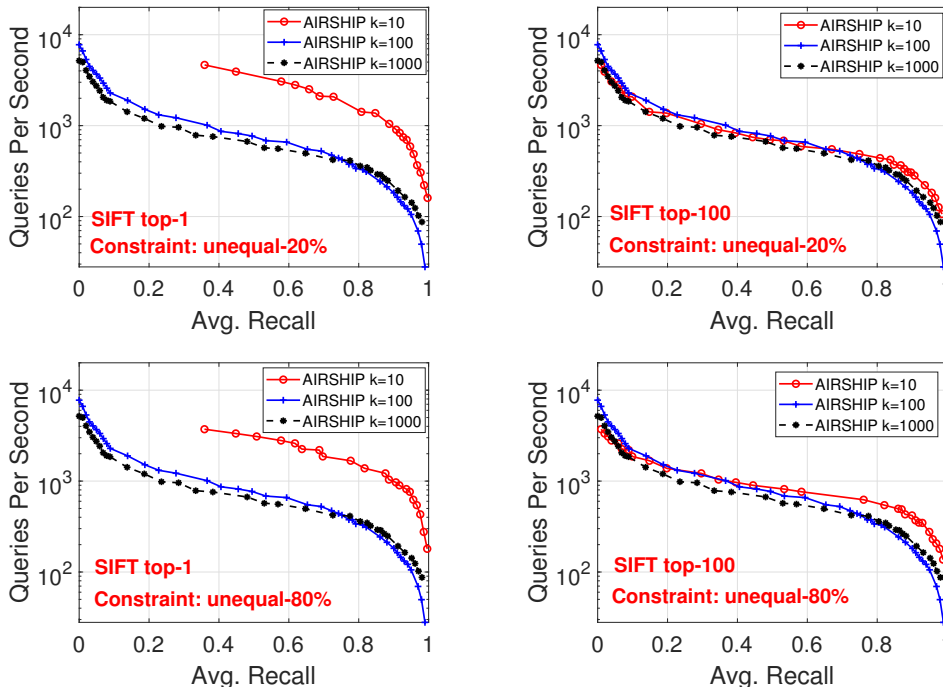 Queries Per Second
10^4
10^3
10^2
AIRSHIP k=10
AIRSHIP k=100
AIRSHIP k=1000
SIFT top-1
Constraint: unequal-20%
0 0.2 0.4 0.6 0.8 1
Avg. Recall
Queries Per Second
10^4
10^3
10^2
AIRSHIP k=10
AIRSHIP k=100
AIRSHIP k=1000
SIFT top-100
Constraint: unequal-20%
0 0.2 0.4 0.6 0.8 1
Avg. Recall
Queries Per Second
10^4
10^3
10^2
AIRSHIP k=10
AIRSHIP k=100
AIRSHIP k=1000
SIFT top-1
Constraint: unequal-80%
0 0.2 0.4 0.6 0.8 1
Avg. Recall
Queries Per Second
10^4
10^3
10^2
AIRSHIP k=10
AIRSHIP k=100
AIRSHIP k=1000
SIFT top-100
Constraint: unequal-80%
0 0.2 0.4 0.6 0.8 1
Avg. Recall